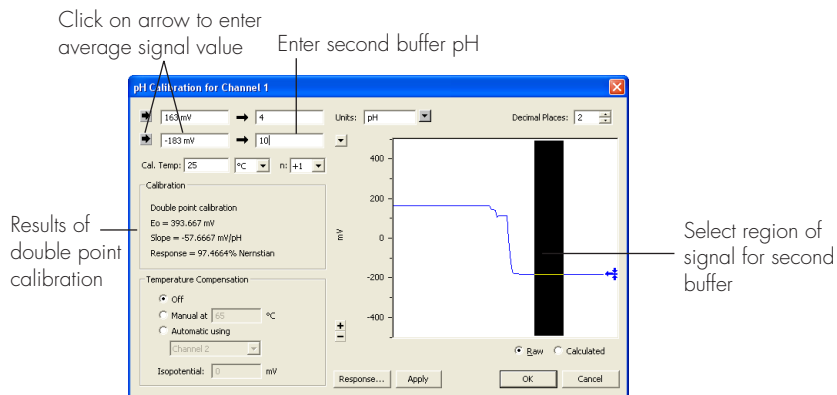 Click on arrow to enter
average signal value
Enter second buffer pH
pH Calibration for Channel 1
163 mV
4
Units: pH
Decimal Places: 2
-183 mV
10
Cal. Temp: 25 °C n: +1
Calibration
Double point calibration
Eo = 393.667 mV
Slope = -57.6667 mV/pH
Response = 97.4664% Nernstian
Results of
double point
calibration
mV
400
200
0
-200
-400
Select region of
signal for second
buffer
Temperature Compensation
Off
Manual at 65 °C
Automatic using
Channel 2
Isopotential: 0 mV
+
-
Raw Calculated
Response... Apply OK Cancel